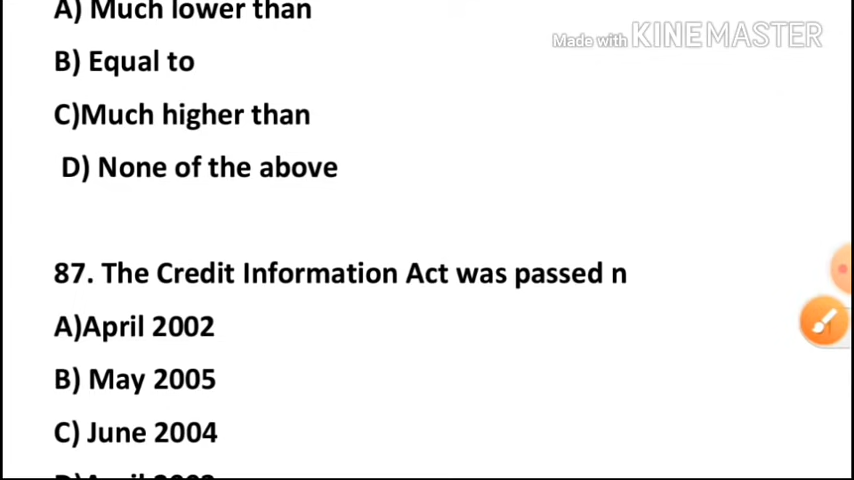 A) Much lower than
Made with KINEMASTER
B) Equal to
C)Much higher than
D) None of the above
87. The Credit Information Act was passed n
A)April 2002
B) May 2005
C) June 2004